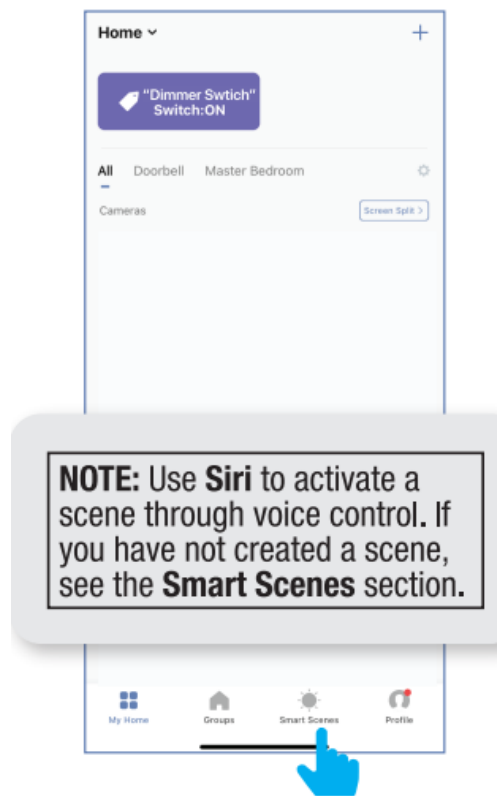 Home
"Dimmer Swtich"
Switch:ON
All Doorbell Master Bedroom
Cameras Screen Split >
NOTE: Use Siri to activate a
scene through voice control. If
you have not created a scene,
see the Smart Scenes section.
My Home Groups Smart Scenes Profile